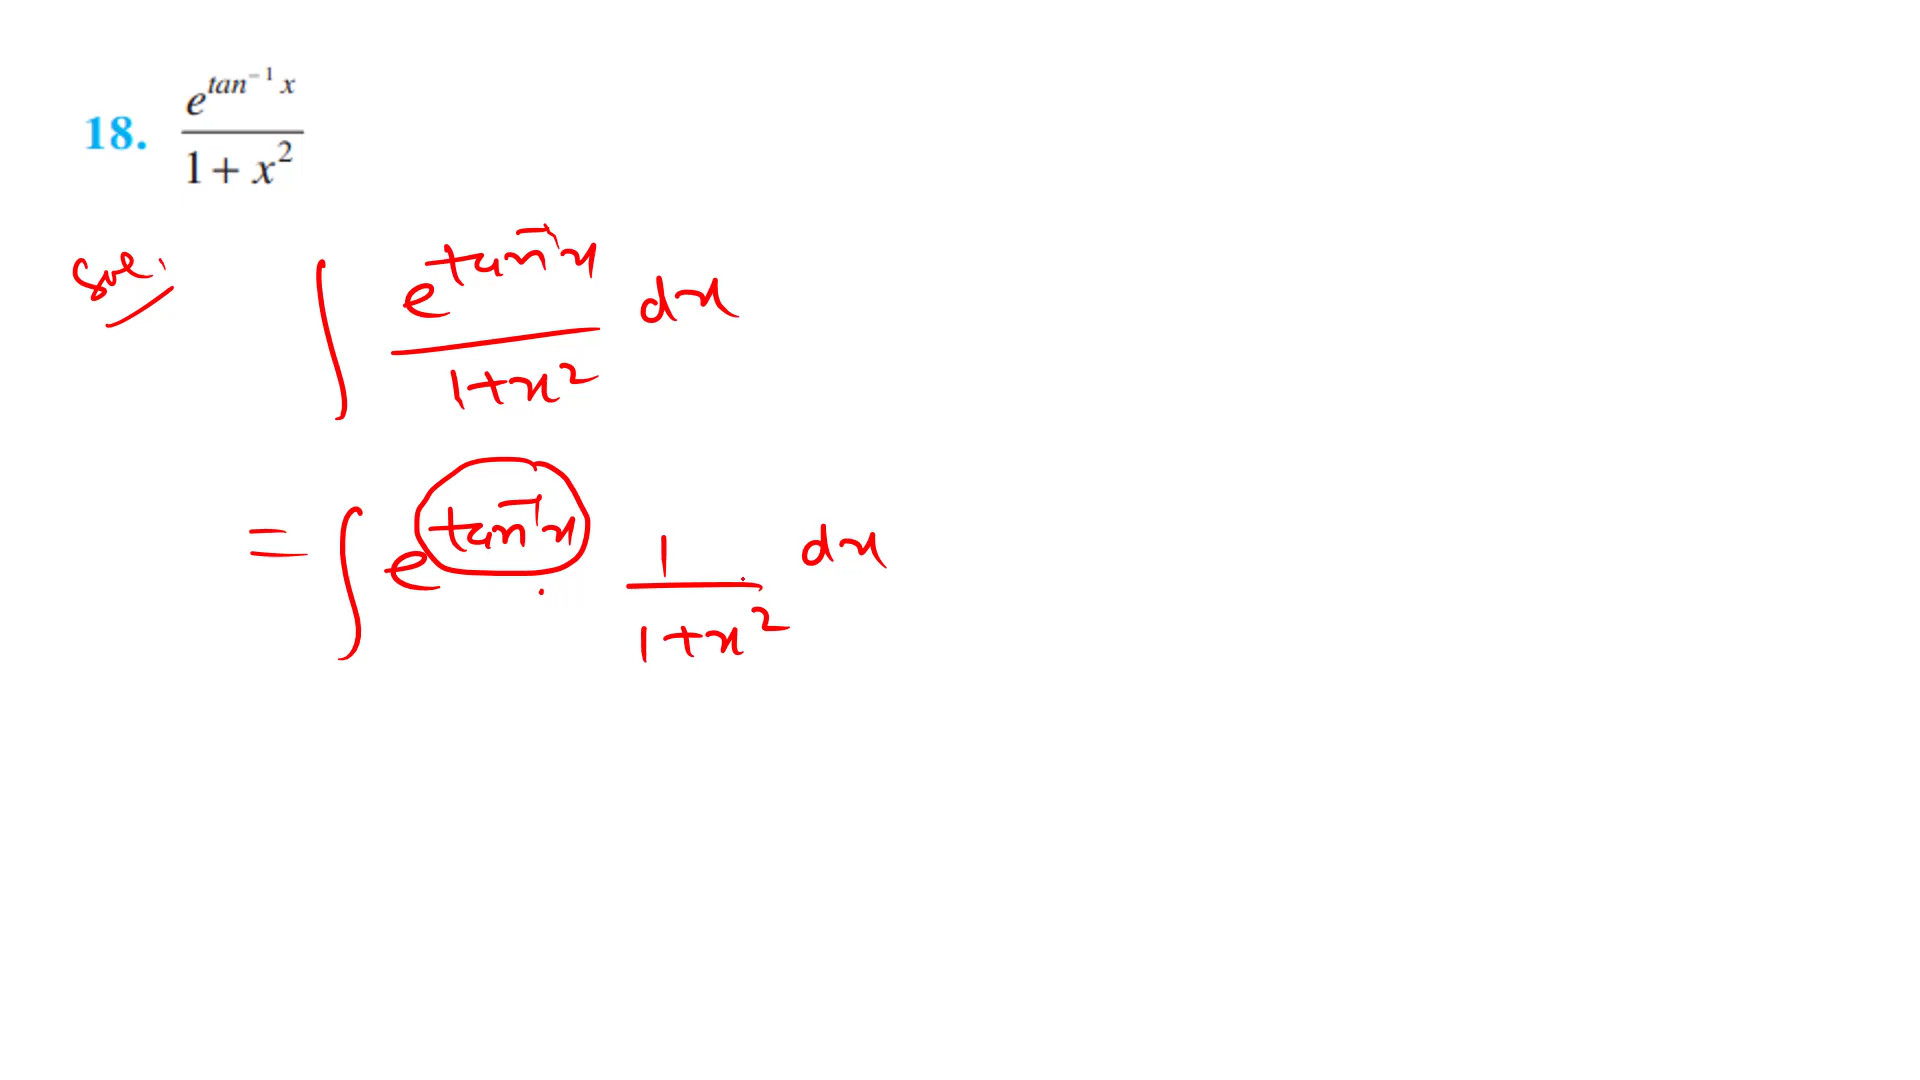 18. e^{tan^{-1} x} / 1 + x^2
Sol.
∫ e^{tan^{-1} x} / 1+x^2 dx
= ∫ e^{tan^{-1} x} 1 / 1+x^2 dx